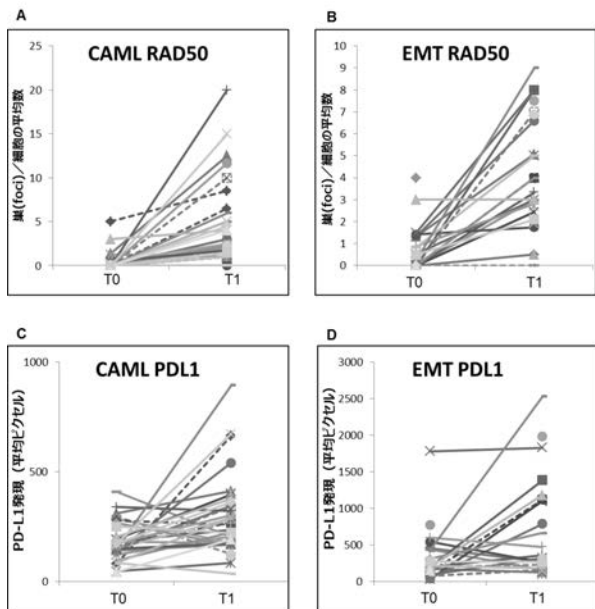 A
CAML RAD50
25
20
15
10
5
0
巣(foci)／細胞の平均数
T0
T1
B
EMT RAD50
10
9
8
7
6
5
4
3
2
1
0
巣(foci)／細胞の平均数
T0
T1
C
CAML PDL1
1000
500
0
PD-L1発現（平均ピクセル）
T0
T1
D
EMT PDL1
3000
2500
2000
1500
1000
500
0
PD-L1発現（平均ピクセル）
T0
T1